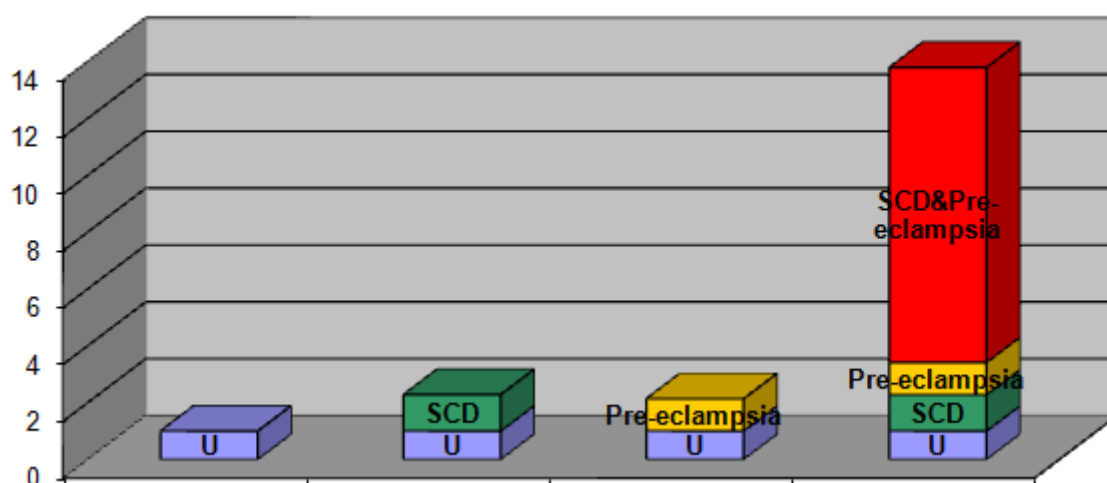 14
12
10
8
6
4
2
0
SCD&Pre-
eclampsia
Pre-eclampsia
SCD
U
SCD
U
Pre-eclampsia
U
U